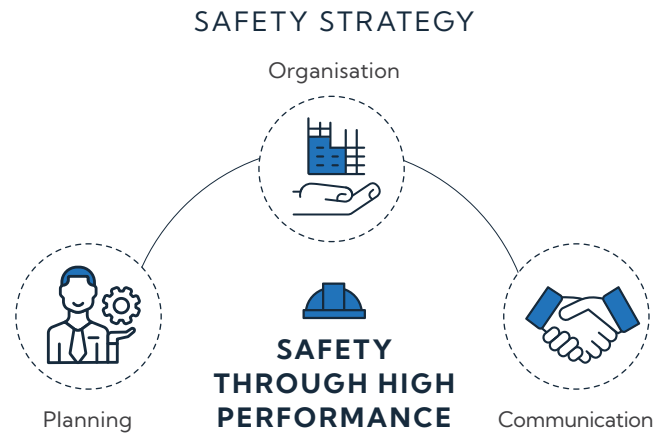 SAFETY STRATEGY
Organisation
SAFETY
THROUGH HIGH
PERFORMANCE
Planning
Communication